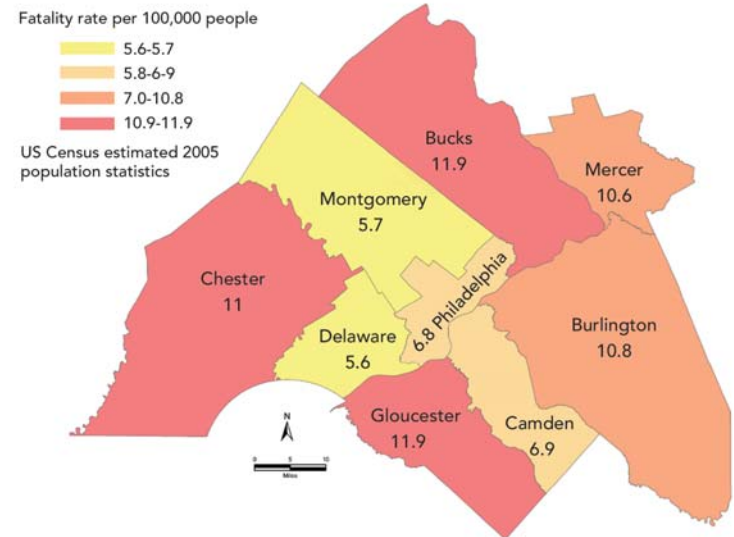 Fatality rate per 100,000 people
5.6-5.7
5.8-6-9
7.0-10.8
10.9-11.9
US Census estimated 2005
population statistics
Bucks
11.9
Mercer
10.6
Montgomery
5.7
Chester
11
6.8 Philadelphia
Delaware
5.6
Burlington
10.8
Gloucester
11.9
Camden
6.9
N
0 5 10
Miles